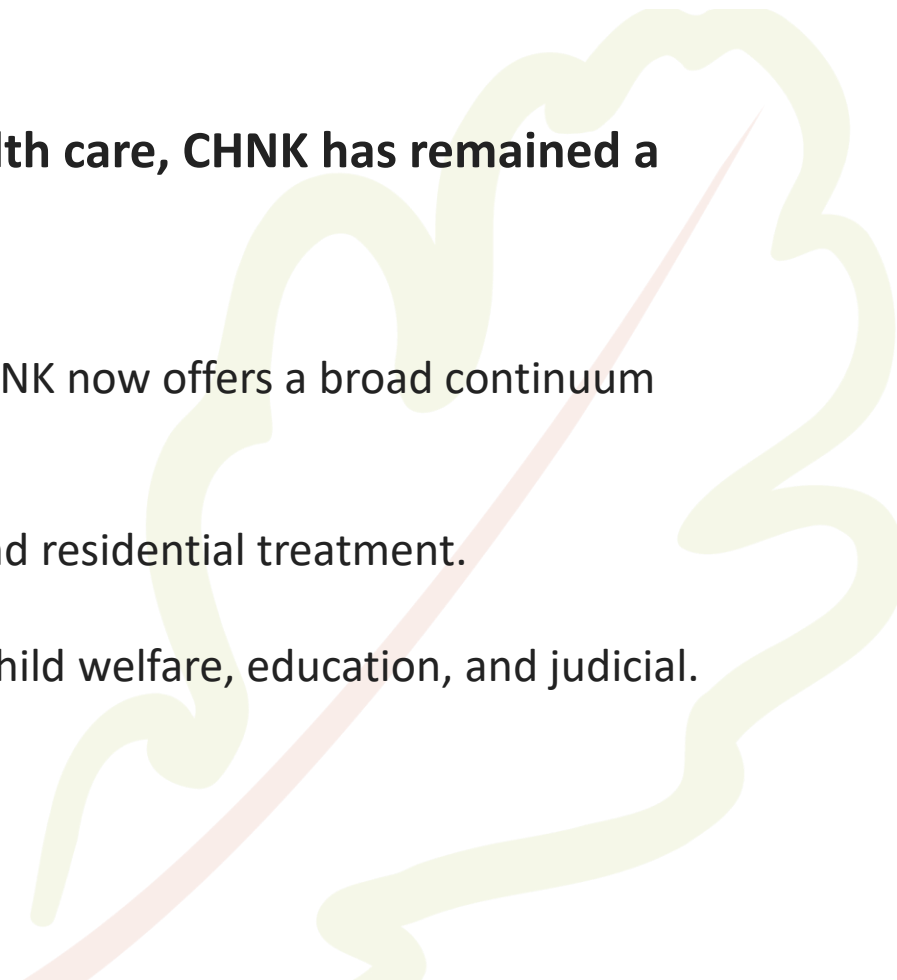 lth care, CHNK has remained a
NK now offers a broad continuum
d residential treatment.
hild welfare, education, and judicial.